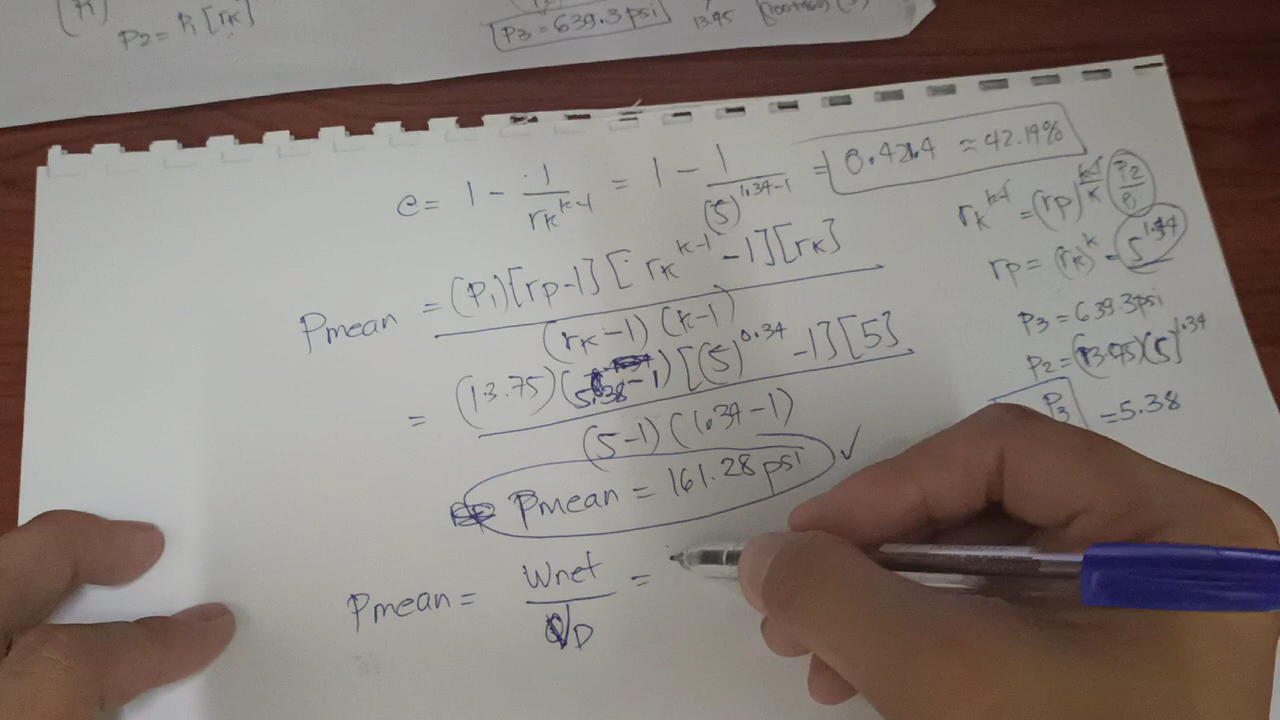 P2 = P1 [rk]
P3 = 639.3 psi
13.95
e = 1 - 1/rk^(k-1) = 1 - 1/(5)^(1.34-1) = 0.4214 ≈ 42.14%
Pmean = (P1)[rp-1][rk^(k-1) -1][rk] / (rk-1)(k-1)
= (13.75)(5.38-1)[(5)^0.34 -1][5] / (5-1)(1.34-1)
Pmean = 161.28 psi ✓
Pmean = Wnet / VD =
rk^(k-1) = (rp)^((k-1)/k)
rp = (rk)^k = 5^1.34
P3 = 639.3 psi
P2 = (13.95)(5)^1.34
P3 = 5.38